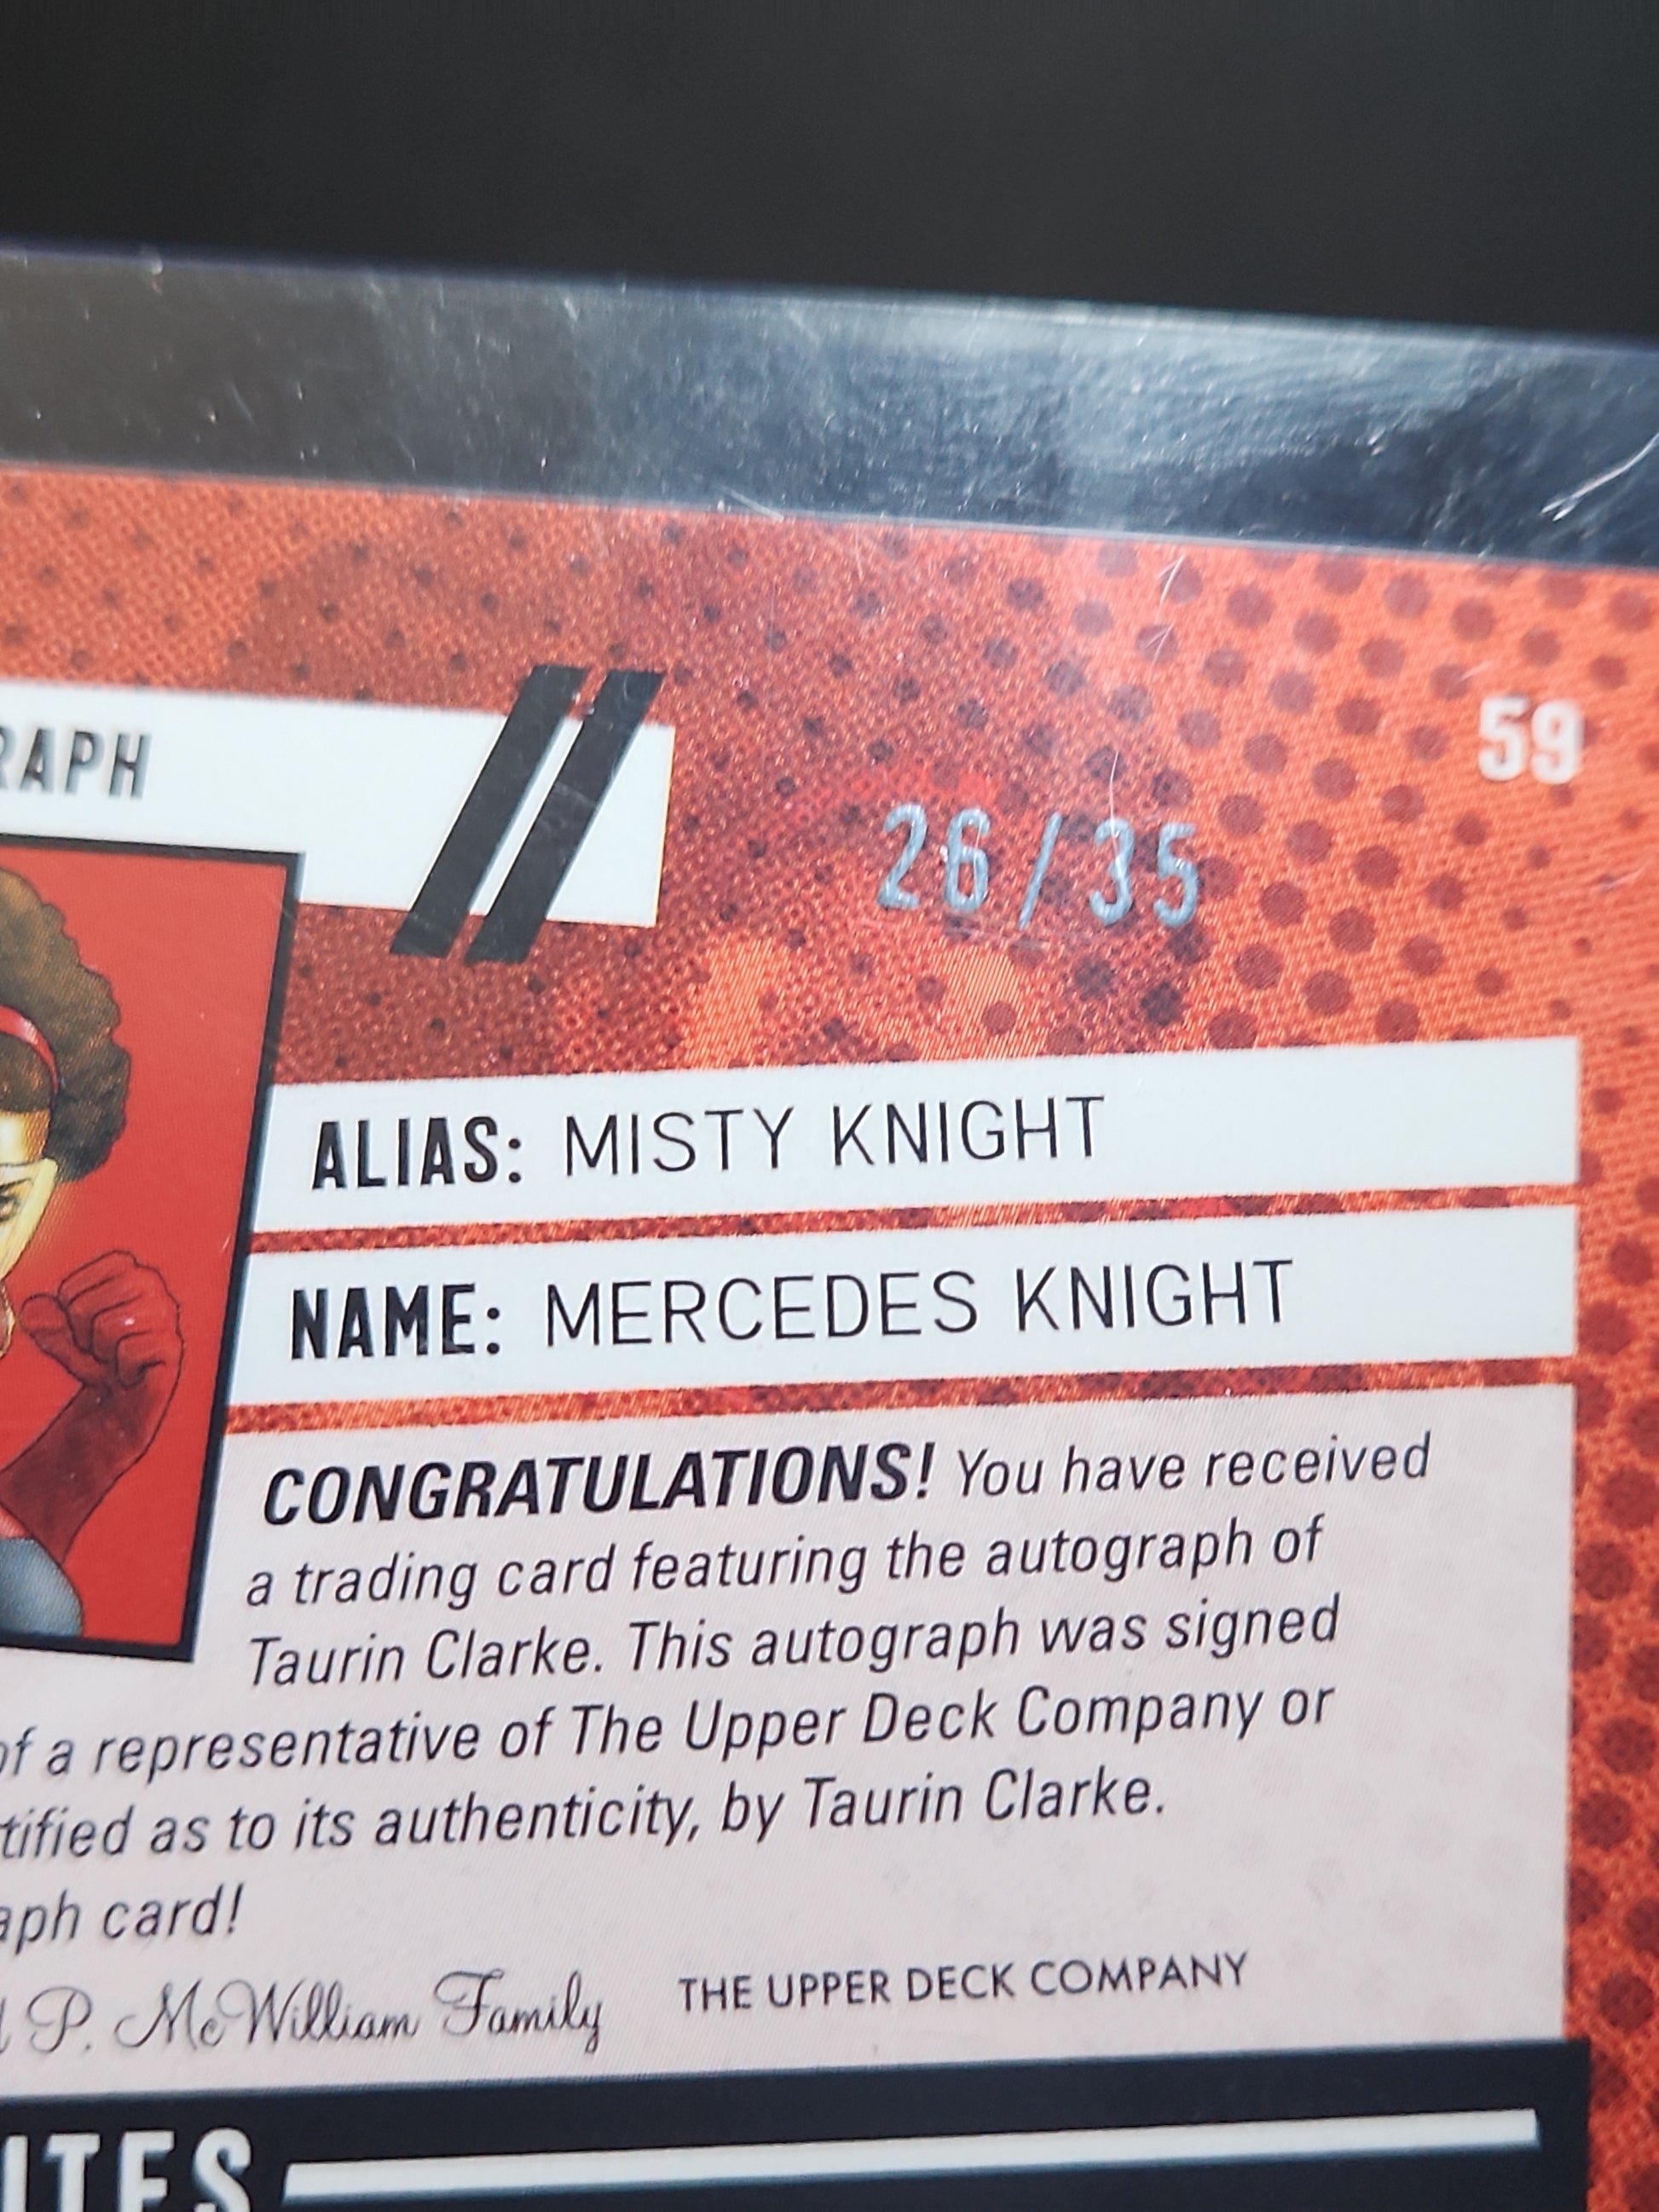 59
RAPH
26/35
ALIAS: MISTY KNIGHT
NAME: MERCEDES KNIGHT
CONGRATULATIONS! You have received
a trading card featuring the autograph of
Taurin Clarke. This autograph was signed
of a representative of The Upper Deck Company or
tified as to its authenticity, by Taurin Clarke.
aph card!
P. McWilliam Family THE UPPER DECK COMPANY
ITES